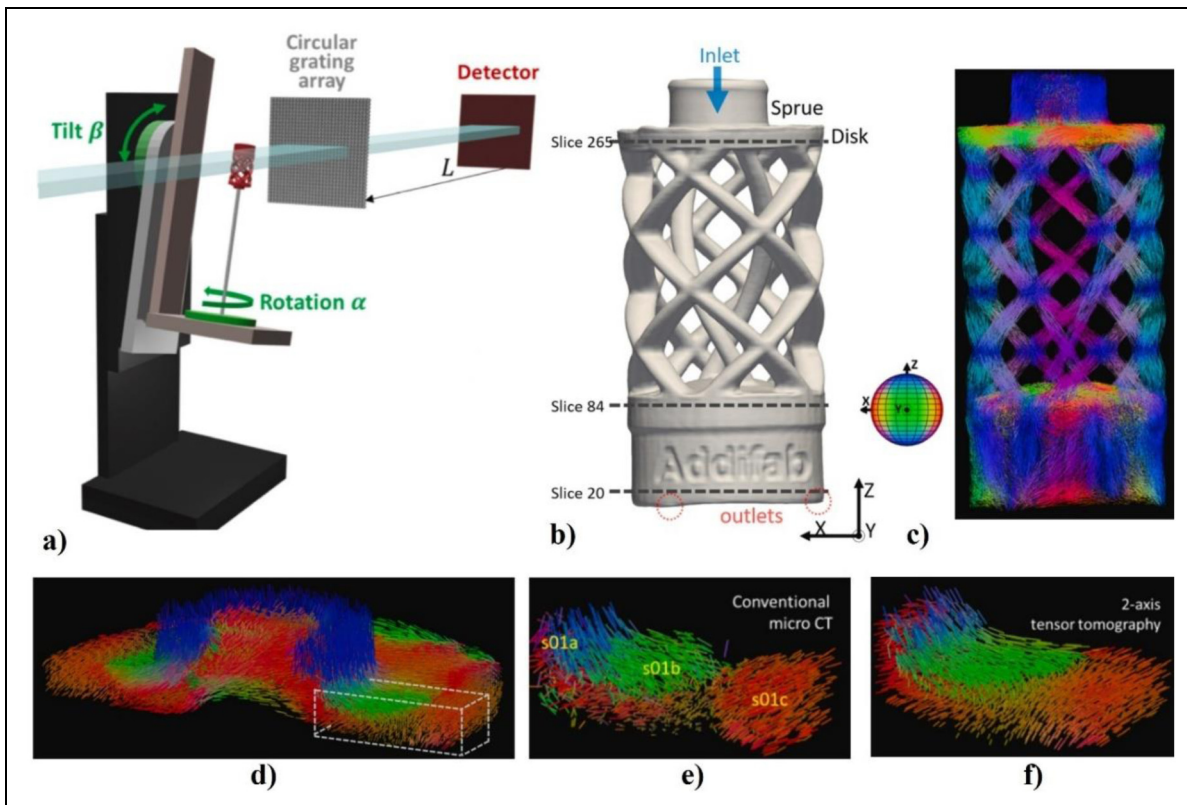 Circular
grating
array
Detector
Tilt β
L
Rotation α
a)
Inlet
Sprue
Disk
Slice 265
Slice 84
Addifab
Slice 20
outlets
Z
X
Y
b)
Z
X
Y
c)
d)
Conventional
micro CT
s01a
s01b
s01c
e)
2-axis
tensor tomography
f)